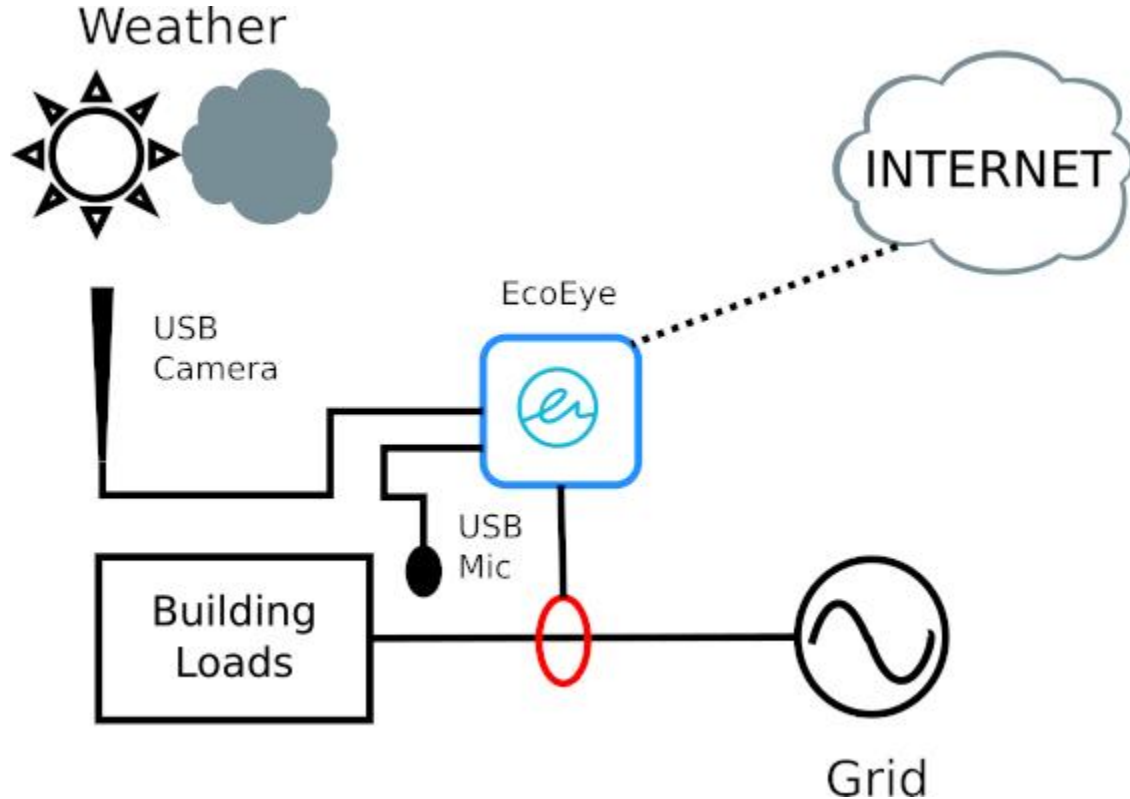 Weather
INTERNET
EcoEye
USB
Camera
USB
Mic
Building
Loads
Grid